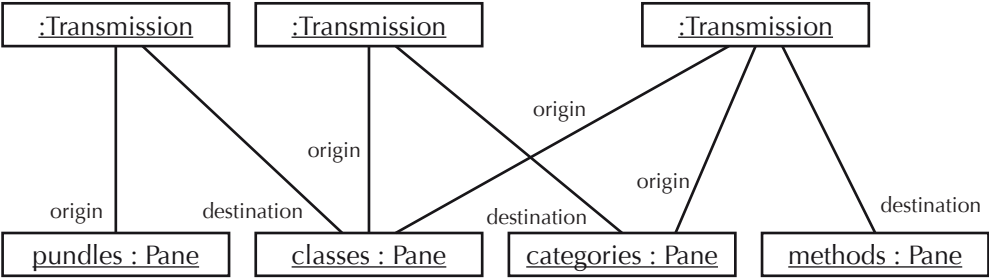 :Transmission
:Transmission
:Transmission
origin
origin
origin
origin
destination
destination
destination
pundles : Pane
classes : Pane
categories : Pane
methods : Pane